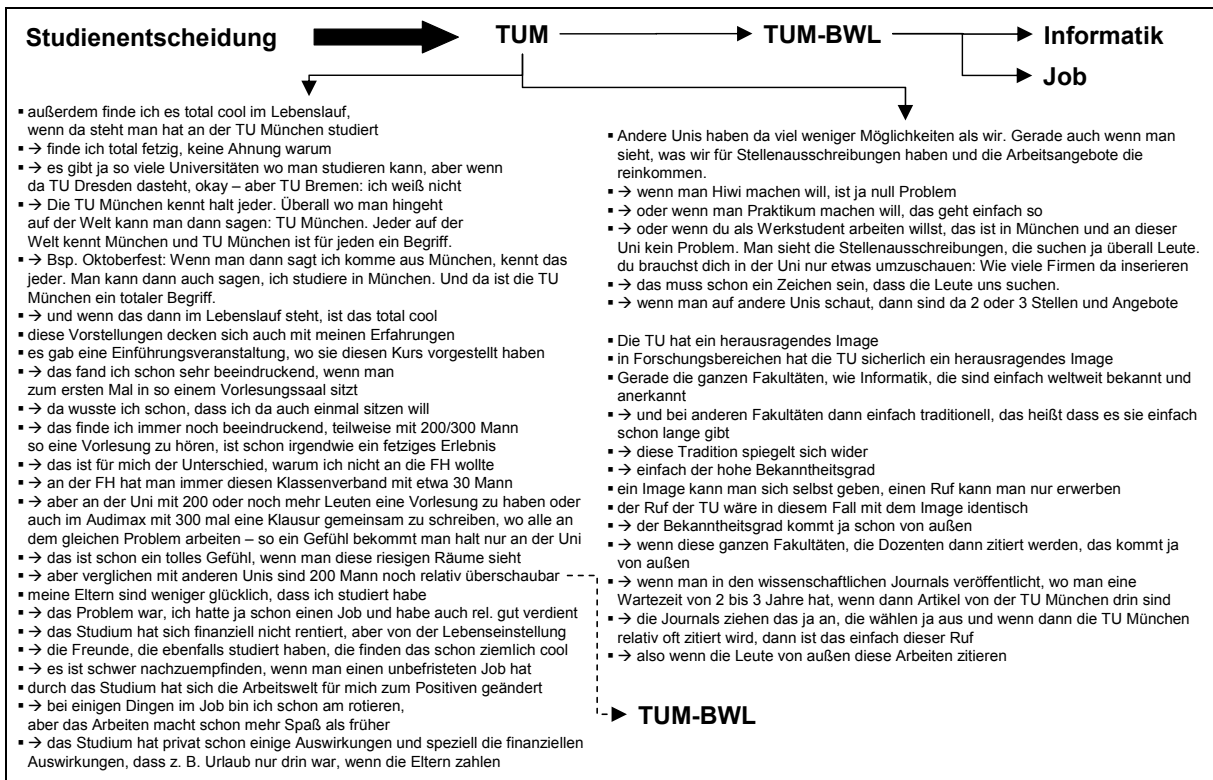 Studienentscheidung TUM TUM-BWL Informatik
Job
▪ außerdem finde ich es total cool im Lebenslauf,
wenn da steht man hat an der TU München studiert
▪ → finde ich total fetzig, keine Ahnung warum
▪ → es gibt ja so viele Universitäten wo man studieren kann, aber wenn
da TU Dresden dasteht, okay – aber TU Bremen: ich weiß nicht
▪ → Die TU München kennt halt jeder. Überall wo man hingeht
auf der Welt kann man dann sagen: TU München. Jeder auf der
Welt kennt München und TU München ist für jeden ein Begriff.
▪ → Bsp. Oktoberfest: Wenn man dann sagt ich komme aus München, kennt das
jeder. Man kann dann auch sagen, ich studiere in München. Und da ist die TU
München ein totaler Begriff.
▪ → und wenn das dann im Lebenslauf steht, ist das total cool
▪ diese Vorstellungen decken sich auch mit meinen Erfahrungen
▪ es gab eine Einführungsveranstaltung, wo sie diesen Kurs vorgestellt haben
▪ → das fand ich schon sehr beeindruckend, wenn man
zum ersten Mal in so einem Vorlesungssaal sitzt
▪ → da wusste ich schon, dass ich da auch einmal sitzen will
▪ → das finde ich immer noch beeindruckend, teilweise mit 200/300 Mann
so eine Vorlesung zu hören, ist schon irgendwie ein fetziges Erlebnis
▪ → das ist für mich der Unterschied, warum ich nicht an die FH wollte
▪ → an der FH hat man immer diesen Klassenverband mit etwa 30 Mann
▪ → aber an der Uni mit 200 oder noch mehr Leuten eine Vorlesung zu haben oder
auch im Audimax mit 300 mal eine Klausur gemeinsam zu schreiben, wo alle an
dem gleichen Problem arbeiten – so ein Gefühl bekommt man halt nur an der Uni
▪ → das ist schon ein tolles Gefühl, wenn man diese riesigen Räume sieht
▪ → aber verglichen mit anderen Unis sind 200 Mann noch relativ überschaubar
▪ meine Eltern sind weniger glücklich, dass ich studiert habe
▪ → das Problem war, ich hatte ja schon einen Job und habe auch rel. gut verdient
▪ → das Studium hat sich finanziell nicht rentiert, aber von der Lebenseinstellung
▪ → die Freunde, die ebenfalls studiert haben, die finden das schon ziemlich cool
▪ → es ist schwer nachzuempfinden, wenn man einen unbefristeten Job hat
▪ durch das Studium hat sich die Arbeitswelt für mich zum Positiven geändert
▪ → bei einigen Dingen im Job bin ich schon am rotieren,
aber das Arbeiten macht schon mehr Spaß als früher
▪ → das Studium hat privat schon einige Auswirkungen und speziell die finanziellen
Auswirkungen, dass z. B. Urlaub nur drin war, wenn die Eltern zahlen
▪ Andere Unis haben da viel weniger Möglichkeiten als wir. Gerade auch wenn man
sieht, was wir für Stellenausschreibungen haben und die Arbeitsangebote die
reinkommen.
▪ → wenn man Hiwi machen will, ist ja null Problem
▪ → oder wenn man Praktikum machen will, das geht einfach so
▪ → oder wenn du als Werkstudent arbeiten willst, das ist in München und an dieser
Uni kein Problem. Man sieht die Stellenausschreibungen, die suchen ja überall Leute.
du brauchst dich in der Uni nur etwas umzuschauen: Wie viele Firmen da inserieren
▪ → das muss schon ein Zeichen sein, dass die Leute uns suchen.
▪ → wenn man auf andere Unis schaut, dann sind da 2 oder 3 Stellen und Angebote
▪ Die TU hat ein herausragendes Image
▪ in Forschungsbereichen hat die TU sicherlich ein herausragendes Image
▪ Gerade die ganzen Fakultäten, wie Informatik, die sind einfach weltweit bekannt und
anerkannt
▪ → und bei anderen Fakultäten dann einfach traditionell, das heißt dass es sie einfach
schon lange gibt
▪ → diese Tradition spiegelt sich wider
▪ → einfach der hohe Bekanntheitsgrad
▪ ein Image kann man sich selbst geben, einen Ruf kann man nur erwerben
▪ der Ruf der TU wäre in diesem Fall mit dem Image identisch
▪ → der Bekanntheitsgrad kommt ja schon von außen
▪ → wenn diese ganzen Fakultäten, die Dozenten dann zitiert werden, das kommt ja
von außen
▪ → wenn man in den wissenschaftlichen Journals veröffentlicht, wo man eine
Wartezeit von 2 bis 3 Jahre hat, wenn dann Artikel von der TU München drin sind
▪ → die Journals ziehen das ja an, die wählen ja aus und wenn dann die TU München
relativ oft zitiert wird, dann ist das einfach dieser Ruf
▪ → also wenn die Leute von außen diese Arbeiten zitieren
TUM-BWL